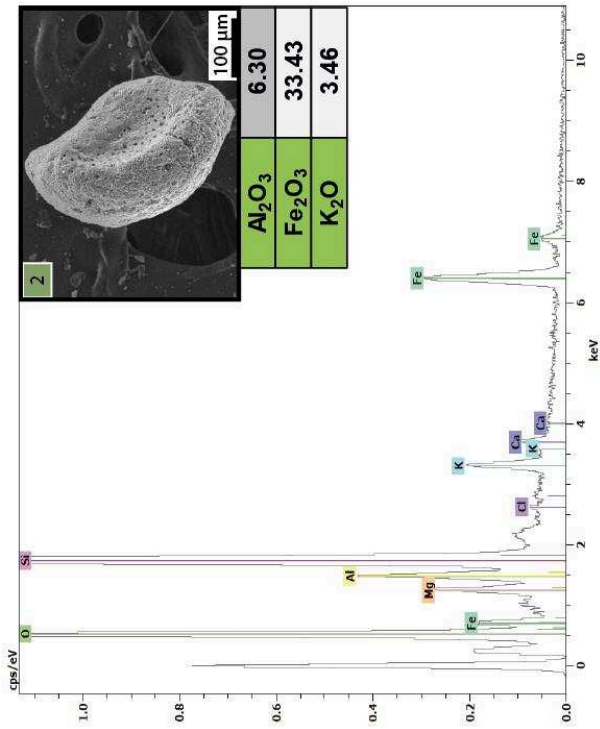 cps/eV
1.0
0.8
0.6
0.4
0.2
0.0
O
Si
Fe
Mg
Al
Cl
K
Ca
K
Ca
Fe
Fe
0
2
4
6
8
10
keV
2
100 µm
Al₂O₃ 6.30
Fe₂O₃ 33.43
K₂O 3.46